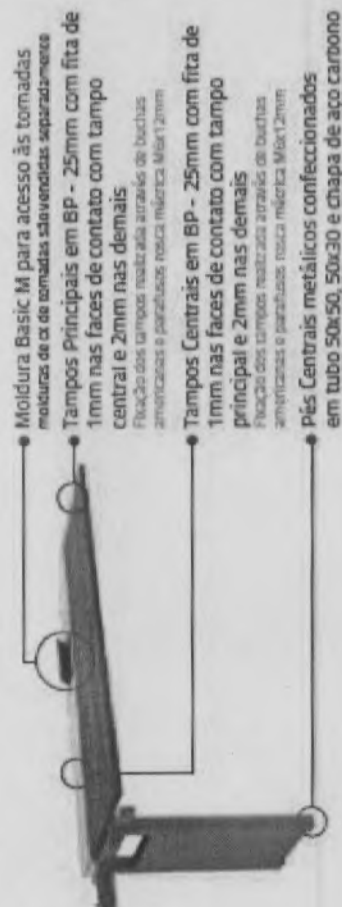 Moldura Basic M para acesso às tomadas
molduras de cx de tomadas são vendidas separadamente
Tampos Principais em BP - 25mm com fita de
1mm nas faces de contato com tampo
central e 2mm nas demais
Fixação dos tampos realizada através de buchas
americanas e parafusos rosca métrica M6x12mm
Tampos Centrais em BP - 25mm com fita de
1mm nas faces de contato com tampo
principal e 2mm nas demais
Fixação dos tampos realizada através de buchas
americanas e parafusos rosca métrica M6x12mm
Pés Centrais metálicos confeccionados
em tubo 50x50, 50x30 e chapa de aço carbono